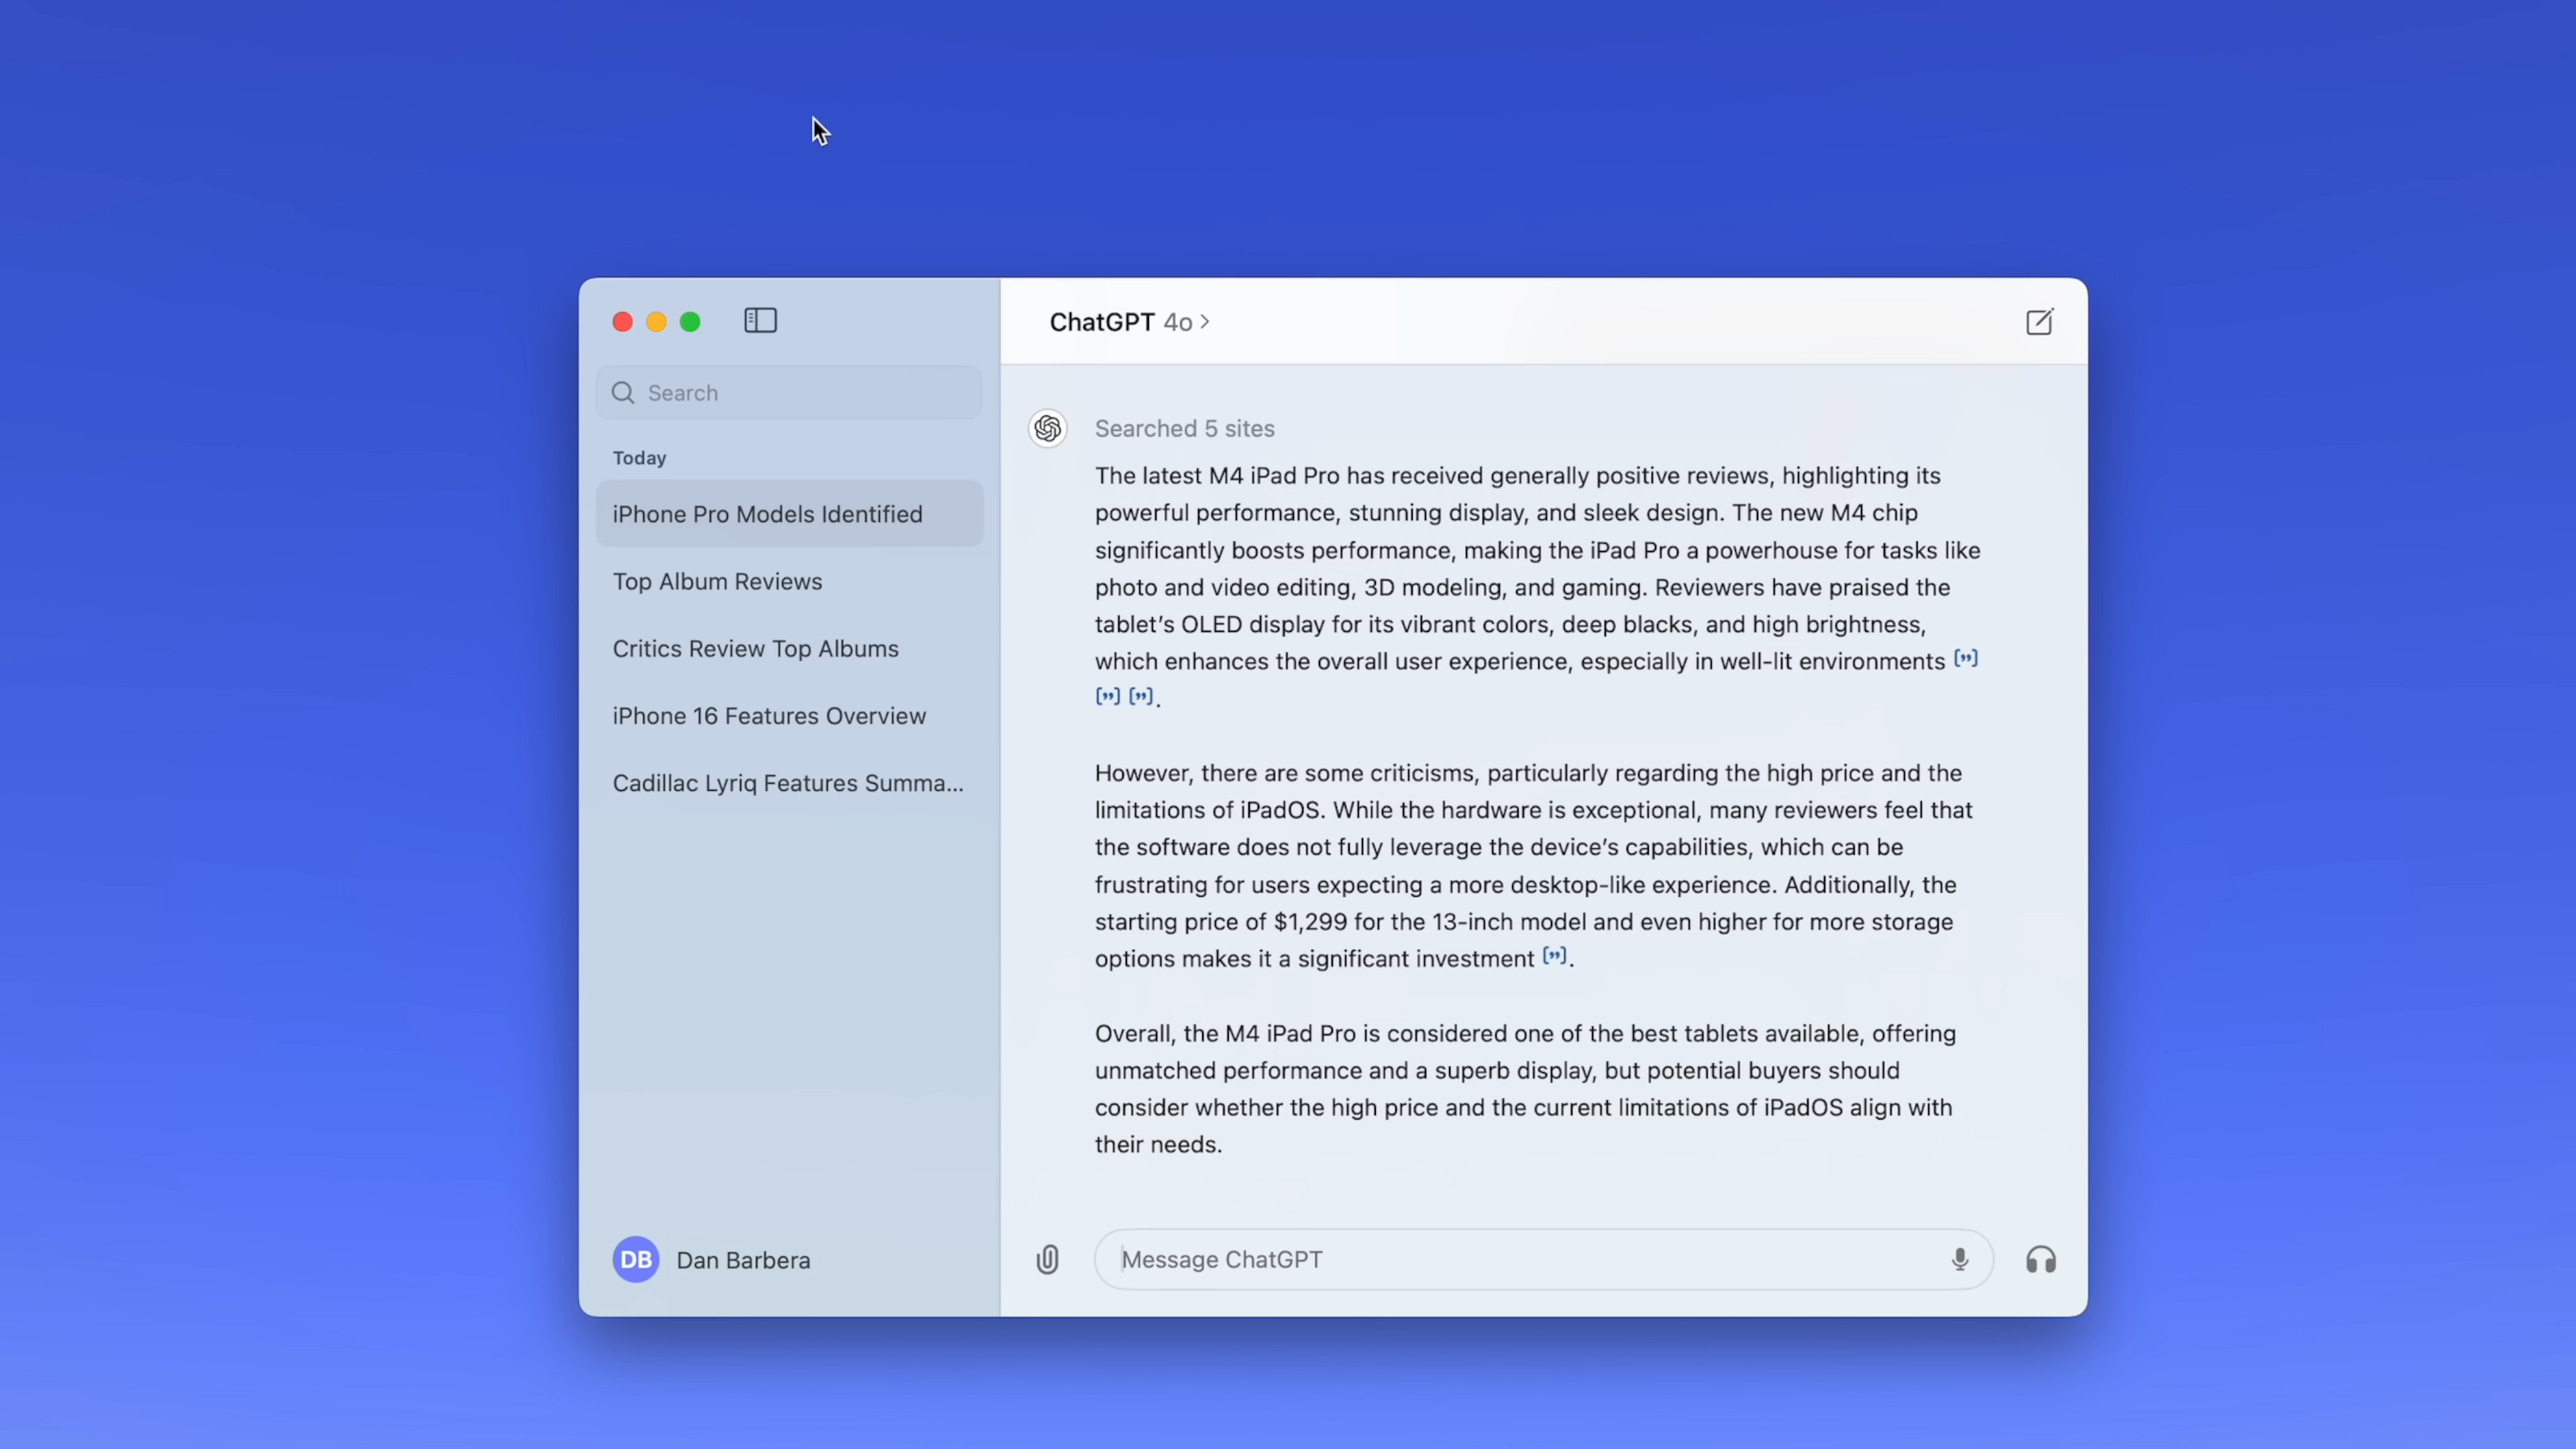 ChatGPT 4o
Search
Today
iPhone Pro Models Identified
Top Album Reviews
Critics Review Top Albums
iPhone 16 Features Overview
Cadillac Lyriq Features Summa...
DB Dan Barbera
Searched 5 sites
The latest M4 iPad Pro has received generally positive reviews, highlighting its
powerful performance, stunning display, and sleek design. The new M4 chip
significantly boosts performance, making the iPad Pro a powerhouse for tasks like
photo and video editing, 3D modeling, and gaming. Reviewers have praised the
tablet’s OLED display for its vibrant colors, deep blacks, and high brightness,
which enhances the overall user experience, especially in well-lit environments [”]
[”] [”].
However, there are some criticisms, particularly regarding the high price and the
limitations of iPadOS. While the hardware is exceptional, many reviewers feel that
the software does not fully leverage the device’s capabilities, which can be
frustrating for users expecting a more desktop-like experience. Additionally, the
starting price of $1,299 for the 13-inch model and even higher for more storage
options makes it a significant investment [”].
Overall, the M4 iPad Pro is considered one of the best tablets available, offering
unmatched performance and a superb display, but potential buyers should
consider whether the high price and the current limitations of iPadOS align with
their needs.
Message ChatGPT